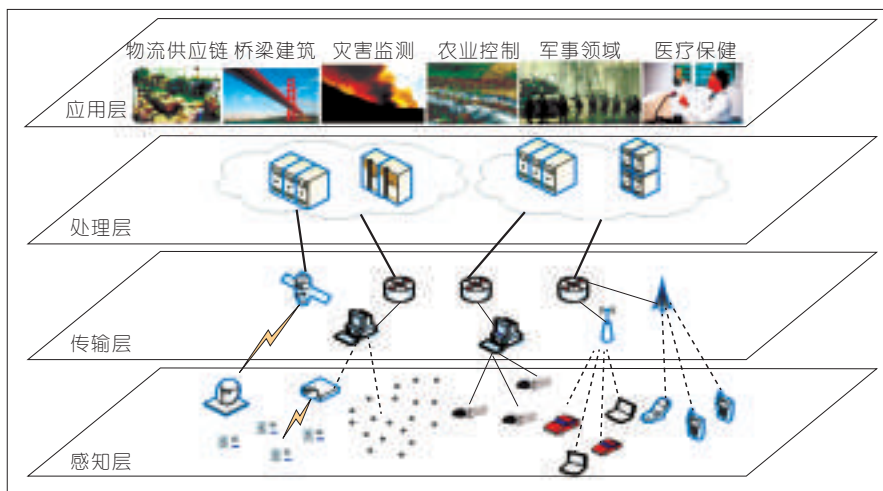 物流供应链 桥梁建筑 灾害监测 农业控制 军事领域 医疗保健
应用层
处理层
传输层
感知层